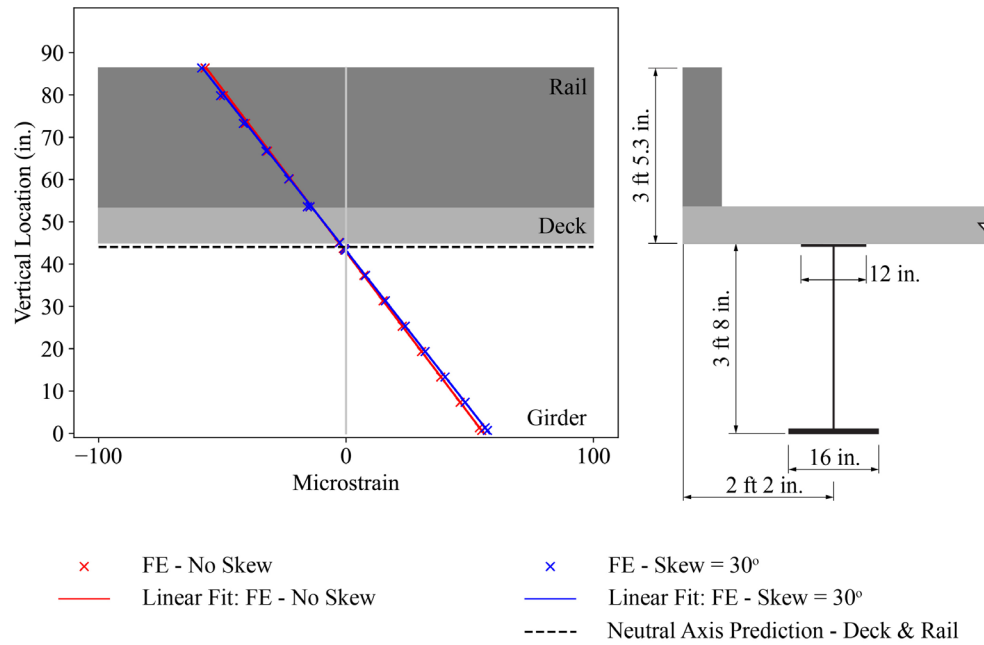 90
80
70
60
50
40
30
20
10
0
Vertical Location (in.)
−100
0
100
Microstrain
Rail
Deck
Girder
3 ft 5.3 in.
3 ft 8 in.
12 in.
16 in.
2 ft 2 in.
FE - No Skew
FE - Skew = 30º
Linear Fit: FE - No Skew
Linear Fit: FE - Skew = 30º
Neutral Axis Prediction - Deck & Rail